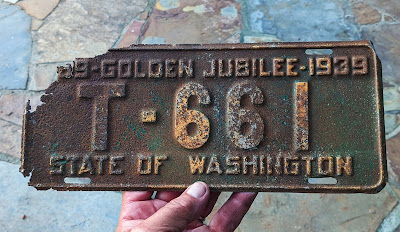 89-GOLDEN JUBILEE-1939
T-661
STATE OF WASHINGTON